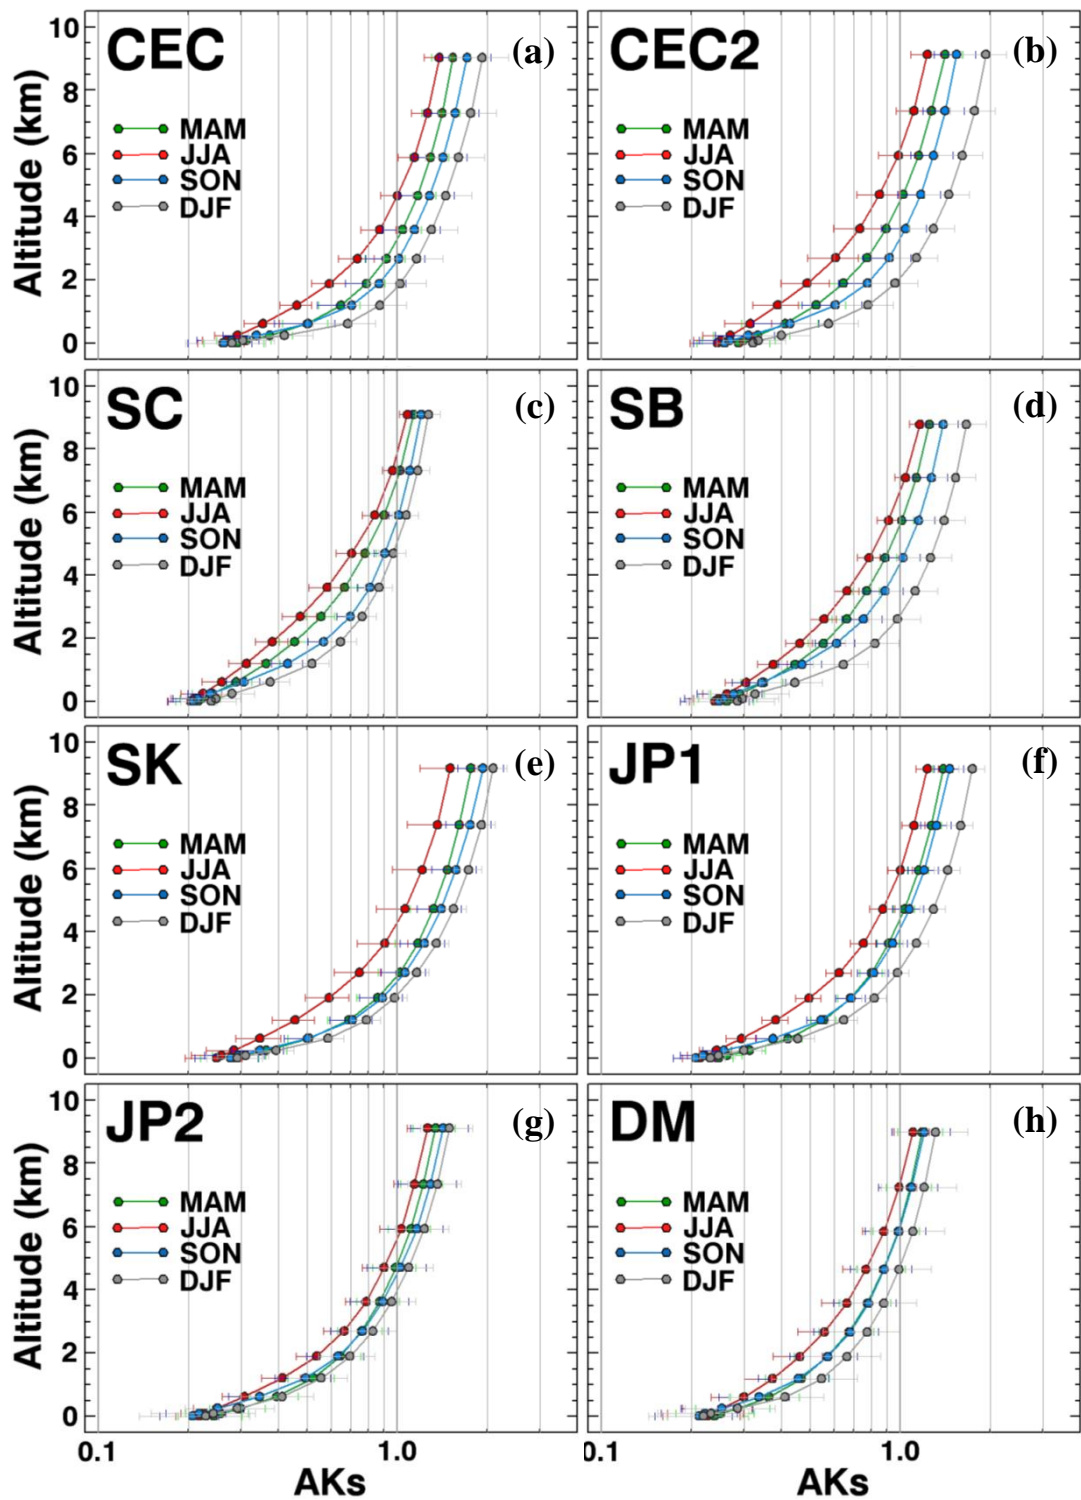 CEC (a)
MAM
JJA
SON
DJF
Altitude (km)
10
8
6
4
2
0
CEC2 (b)
MAM
JJA
SON
DJF
SC (c)
MAM
JJA
SON
DJF
Altitude (km)
10
8
6
4
2
0
SB (d)
MAM
JJA
SON
DJF
SK (e)
MAM
JJA
SON
DJF
Altitude (km)
10
8
6
4
2
0
JP1 (f)
MAM
JJA
SON
DJF
JP2 (g)
MAM
JJA
SON
DJF
Altitude (km)
10
8
6
4
2
0
0.1 1.0
AKs
DM (h)
MAM
JJA
SON
DJF
0.1 1.0
AKs